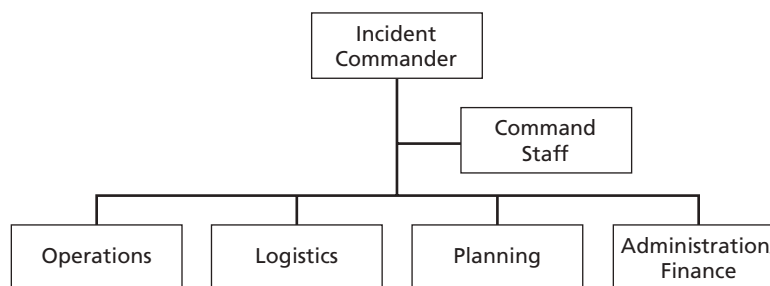 Incident
Commander
Command
Staff
Operations
Logistics
Planning
Administration
Finance